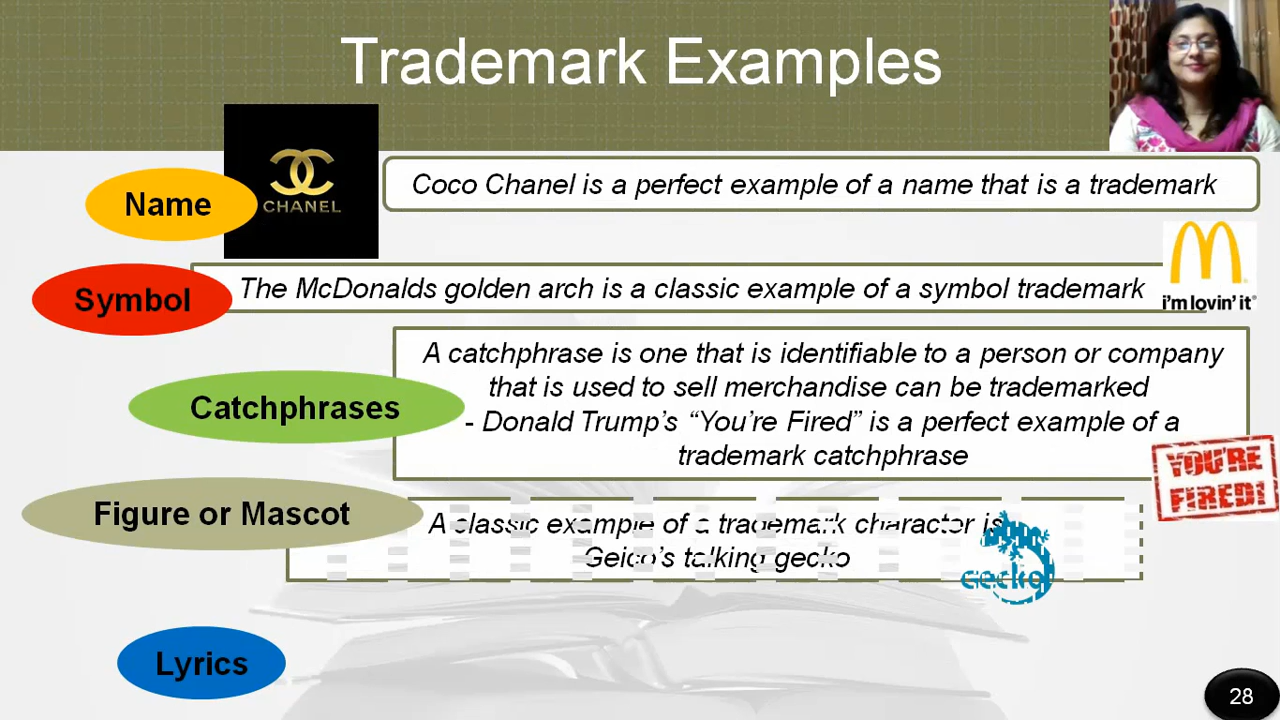 Trademark Examples
CHANEL
Name
Coco Chanel is a perfect example of a name that is a trademark
Symbol
The McDonalds golden arch is a classic example of a symbol trademark
i'm lovin' it®
Catchphrases
A catchphrase is one that is identifiable to a person or company
that is used to sell merchandise can be trademarked
- Donald Trump's “You're Fired” is a perfect example of a
trademark catchphrase
YOU'RE
FIRED!
Figure or Mascot
A classic example of a trademark character is
Geico's talking gecko
gecko
Lyrics
28